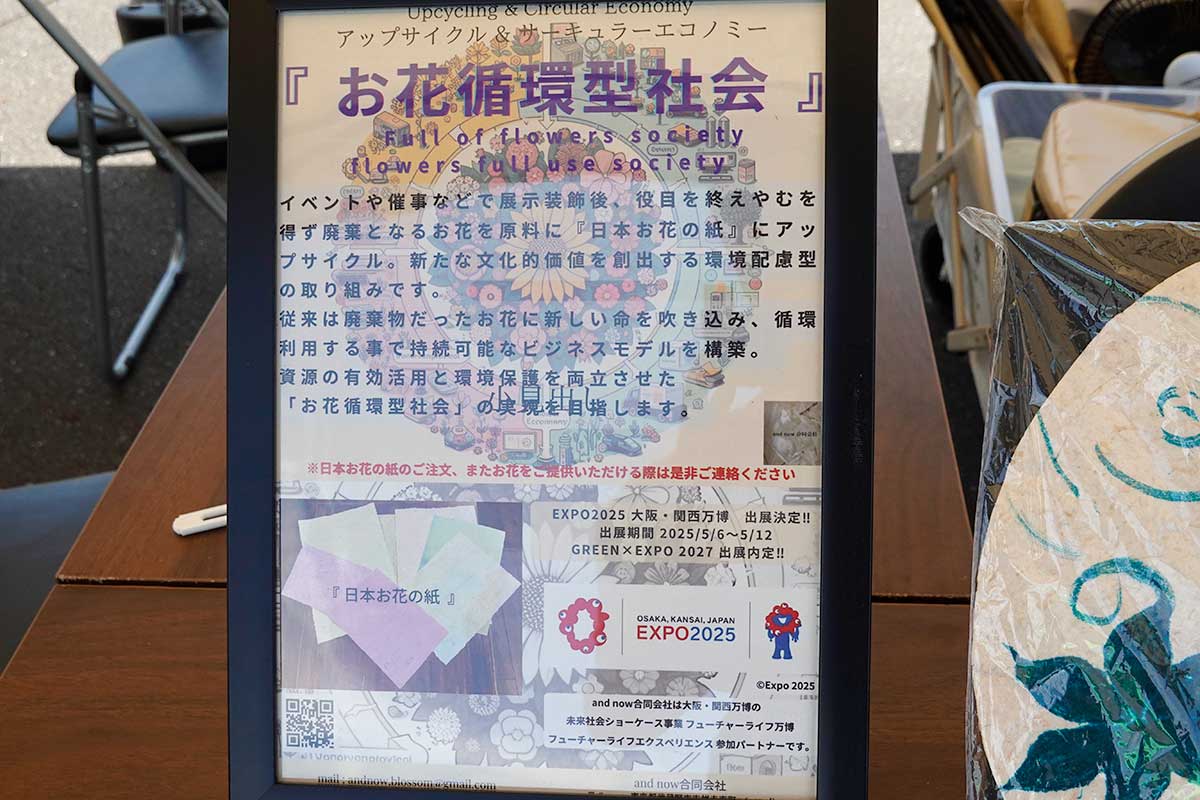 Upcycling & Circular Economy
アップサイクル & サーキュラーエコノミー
『 お花循環型社会 』
Full of flowers society
flowers full use society
イベントや催事などで展示装飾後、役目を終えやむを
得ず廃棄となるお花を原料に『日本お花の紙』にアッ
プサイクル。新たな文化的価値を創出する環境配慮型
の取り組みです。
従来は廃棄物だったお花に新しい命を吹き込み、循環
利用する事で持続可能なビジネスモデルを構築。
資源の有効活用と環境保護を両立させた
小見出し
「お花循環型社会」の実現を目指します。
and now 合同会社
※日本お花の紙のご注文、またお花をご提供いただける際は是非ご連絡ください
EXPO2025 大阪・関西万博 出展決定!!
出展期間 2025/5/6～5/12
GREEN×EXPO 2027 出展内定!!
『 日本お花の紙 』
OSAKA, KANSAI, JAPAN
EXPO2025
©Expo 2025
and now合同会社は大阪・関西万博の
未来社会ショーケース事業 フューチャーライフ万博
フューチャーライフエクスペリエンス 参加パートナーです。
mail : andnow.blossom@gmail.com
and now合同会社